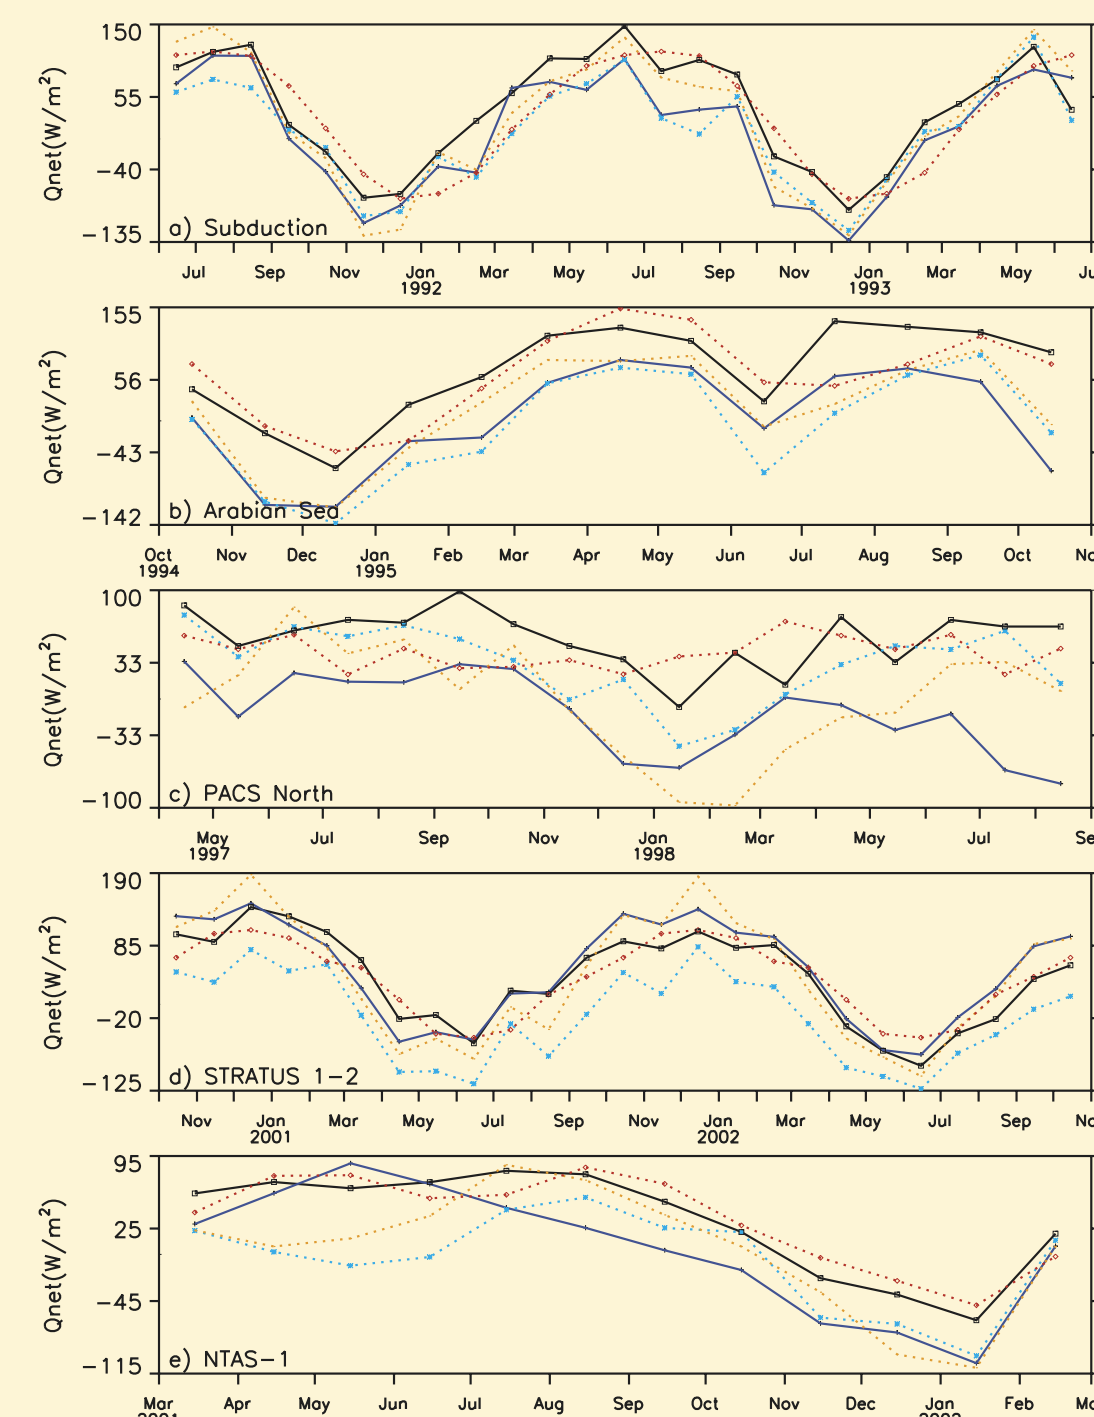 150
55
-40
-135
Qnet(W/m²)
a) Subduction
Jul Sep Nov Jan Mar May Jul Sep Nov Jan Mar May
1992 1993
155
56
-43
-142
Qnet(W/m²)
b) Arabian Sea
Oct Nov Dec Jan Feb Mar Apr May Jun Jul Aug Sep Oct
1994 1995
100
33
-33
-100
Qnet(W/m²)
c) PACS North
May Jul Sep Nov Jan Mar May Jul
1997 1998
190
85
-20
-125
Qnet(W/m²)
d) STRATUS 1-2
Nov Jan Mar May Jul Sep Nov Jan Mar May Jul Sep
2001 2002
95
25
-45
-115
Qnet(W/m²)
e) NTAS-1
Mar Apr May Jun Jul Aug Sep Oct Nov Dec Jan Feb